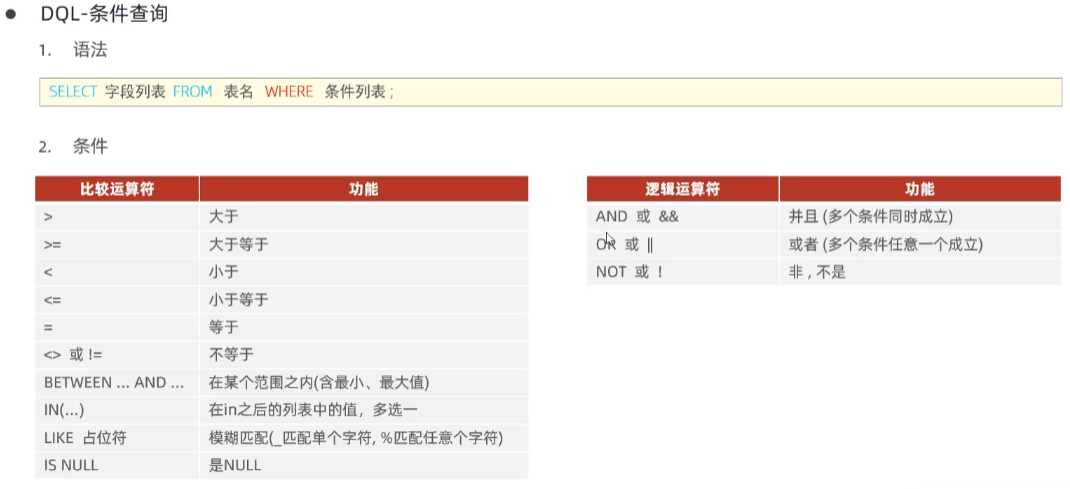 ● DQL-条件查询
1. 语法
SELECT 字段列表 FROM 表名 WHERE 条件列表 ;
2. 条件
比较运算符 功能
> 大于
>= 大于等于
< 小于
<= 小于等于
= 等于
<> 或 != 不等于
BETWEEN ... AND ... 在某个范围之内(含最小、最大值)
IN(...) 在in之后的列表中的值，多选一
LIKE 占位符 模糊匹配(_匹配单个字符, %匹配任意个字符)
IS NULL 是NULL
逻辑运算符 功能
AND 或 && 并且 (多个条件同时成立)
OR 或 || 或者 (多个条件任意一个成立)
NOT 或 ! 非 , 不是